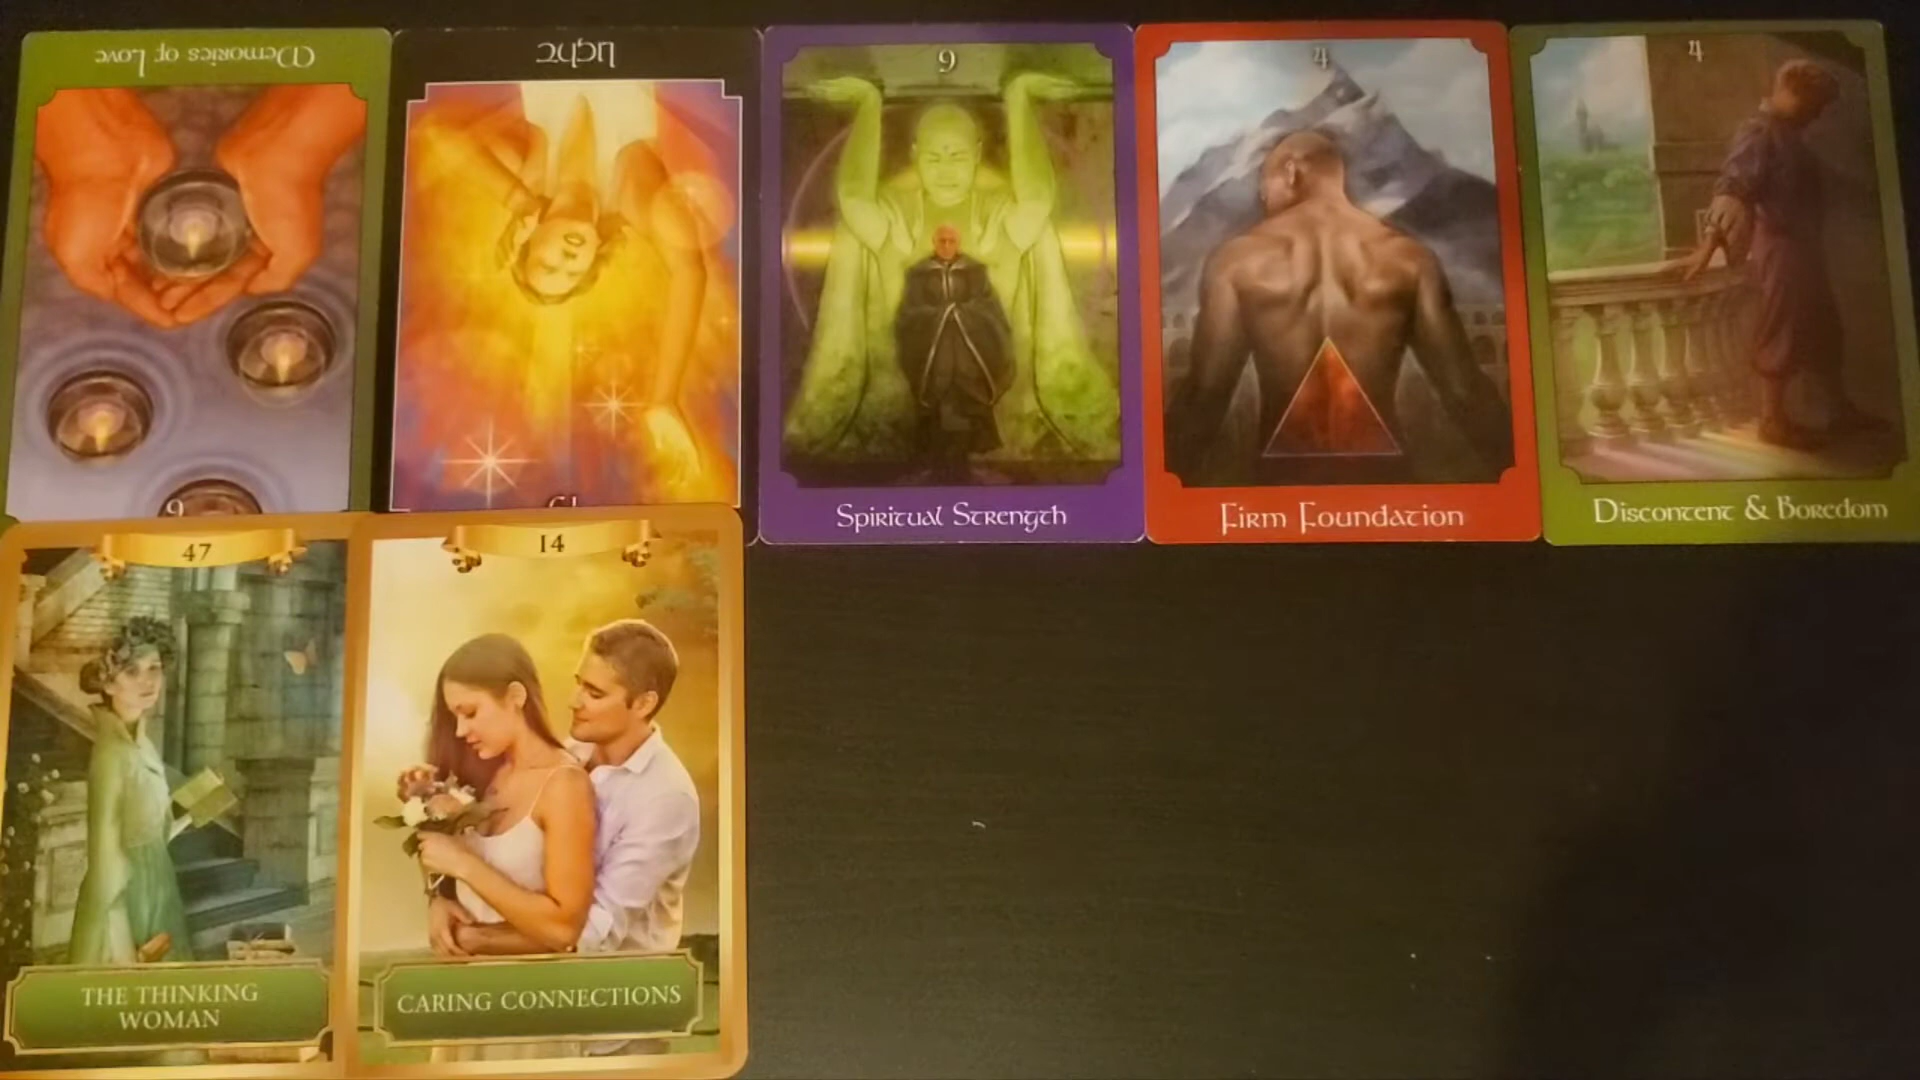 Memories of Love
Light
9
4
4
6
Spiritual Strength
Firm Foundation
Discontent & Boredom
47
14
THE THINKING
WOMAN
CARING CONNECTIONS